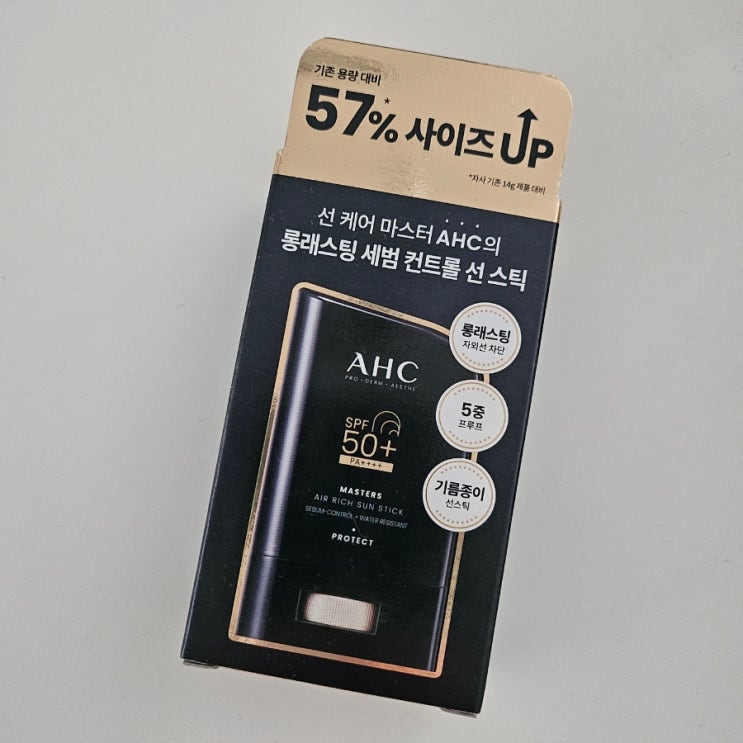 기존 용량 대비
57%* 사이즈 UP
*자사 기존 14g 제품 대비
선 케어 마스터 AHC의
롱래스팅 세범 컨트롤 선 스틱
롱래스팅
자외선 차단
5중
프루프
기름종이
선스틱
AHC
PRO · DERM · AESTHE
SPF
50+
PA++++
MASTERS
AIR RICH SUN STICK
SEBUM-CONTROL + WATER RESISTANT
PROTECT